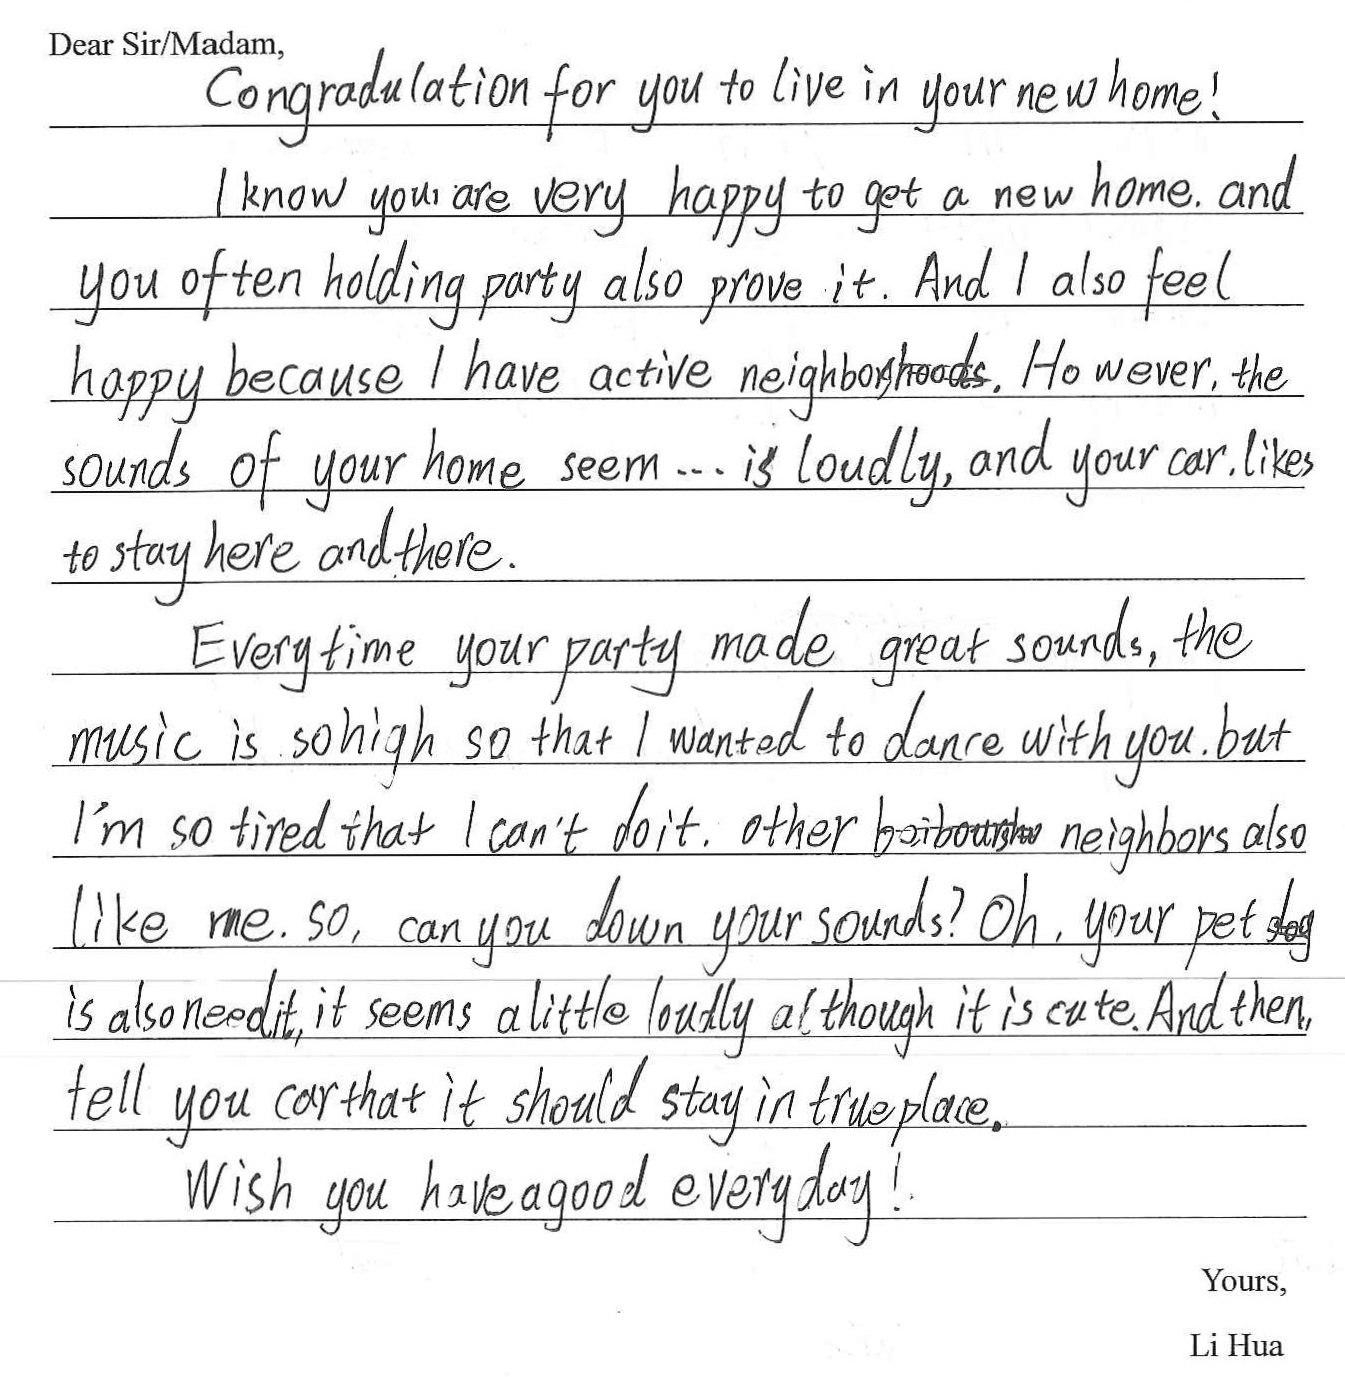 Dear Sir/Madam,
Congradulation for you to live in your new home!
I know you are very happy to get a new home. and
you often holding party also prove it. And I also feel
happy because I have active neighbors. However, the
sounds of your home seem ... is loudly, and your car. likes
to stay here and there.
Everytime your party made great sounds, the
music is so high so that I wanted to dance with you. but
I'm so tired that I can't do it. other neighbors also
like me. so, can you down your sounds? Oh, your pet
is also need it, it seems a little loudly although it is cute. And then,
tell you car that it should stay in true place.
Wish you have a good everyday!
Yours,
Li Hua